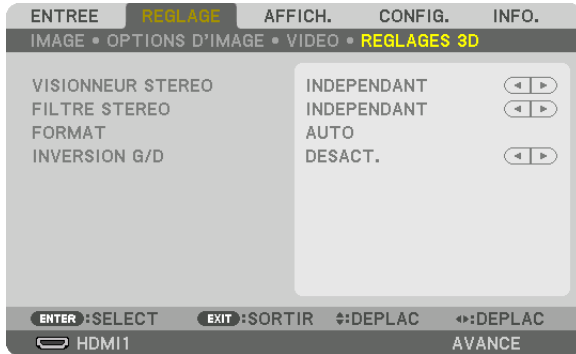 ENTREE REGLAGE AFFICH. CONFIG. INFO.
IMAGE • OPTIONS D'IMAGE • VIDEO • REGLAGES 3D
VISIONNEUR STEREO INDEPENDANT
FILTRE STEREO INDEPENDANT
FORMAT AUTO
INVERSION G/D DESACT.
ENTER :SELECT EXIT :SORTIR :DEPLAC :DEPLAC
HDMI1 AVANCE